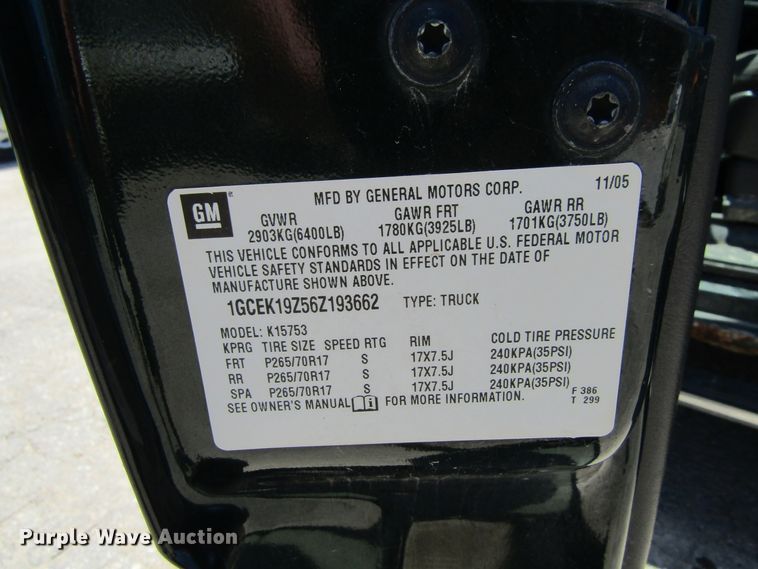 GM
MFD BY GENERAL MOTORS CORP. 11/05
GVWR GAWR FRT GAWR RR
2903KG(6400LB) 1780KG(3925LB) 1701KG(3750LB)
THIS VEHICLE CONFORMS TO ALL APPLICABLE U.S. FEDERAL MOTOR
VEHICLE SAFETY STANDARDS IN EFFECT ON THE DATE OF
MANUFACTURE SHOWN ABOVE.
1GCEK19Z56Z193662 TYPE: TRUCK
MODEL: K15753
KPRG TIRE SIZE SPEED RTG RIM COLD TIRE PRESSURE
FRT P265/70R17 S 17X7.5J 240KPA(35PSI)
RR P265/70R17 S 17X7.5J 240KPA(35PSI)
SPA P265/70R17 S 17X7.5J 240KPA(35PSI)
SEE OWNER'S MANUAL FOR MORE INFORMATION.
F 386
T 299
Purple Wave Auction